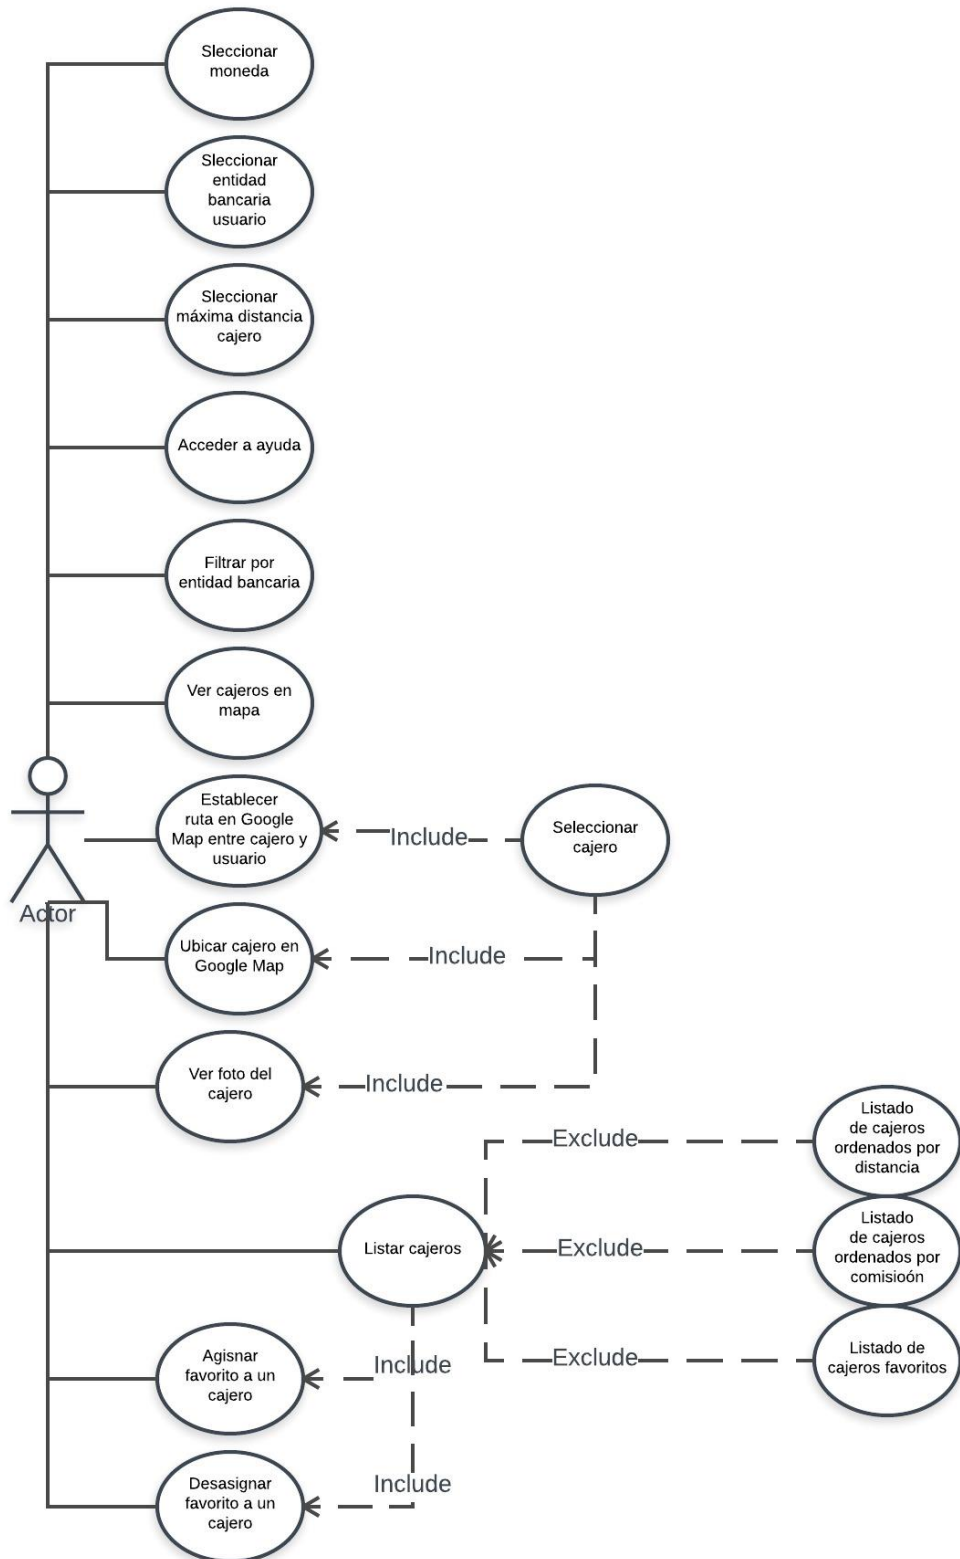 Sleccionar
moneda
Sleccionar
entidad
bancaria
usuario
Sleccionar
máxima distancia
cajero
Acceder a ayuda
Filtrar por
entidad bancaria
Ver cajeros en
mapa
Actor
Establecer
ruta en Google
Map entre cajero y
usuario
Include
Seleccionar
cajero
Ubicar cajero en
Google Map
Include
Ver foto del
cajero
Include
Exclude
Listado
de cajeros
ordenados por
distancia
Listar cajeros
Exclude
Listado
de cajeros
ordenados por
comisioón
Exclude
Listado de
cajeros favoritos
Agisnar
favorito a un
cajero
Include
Desasignar
favorito a un
cajero
Include